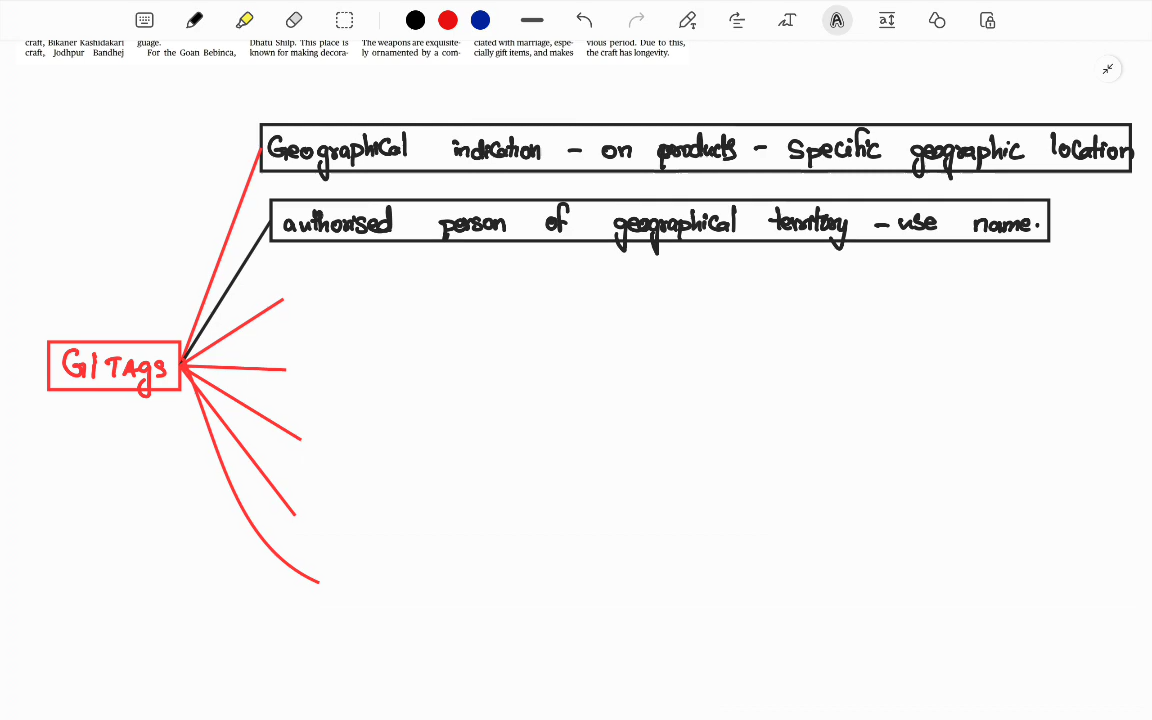 craft, Bikaner Kashidakari
craft, Jodhpur Bandhej
guage.
For the Goan Bebinca,
Dhatu Shilp. This place is
known for making decora-
The weapons are exquisite-
ly ornamented by a com-
ciated with marriage, espe-
cially gift items, and makes
vious period. Due to this,
the craft has longevity.
Geographical indication - on products - Specific geographic location
authorised person of geographical territary - use name.
GI TAgs